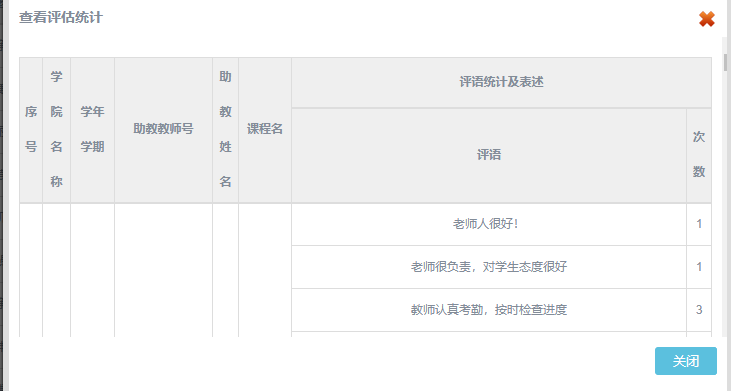 查看评估统计
序号
学院名称
学年学期
助教教师号
助教姓名
课程名
评语统计及表述
评语
次数
老师人很好！
1
老师很负责，对学生态度很好
1
教师认真考勤，按时检查进度
3
关闭